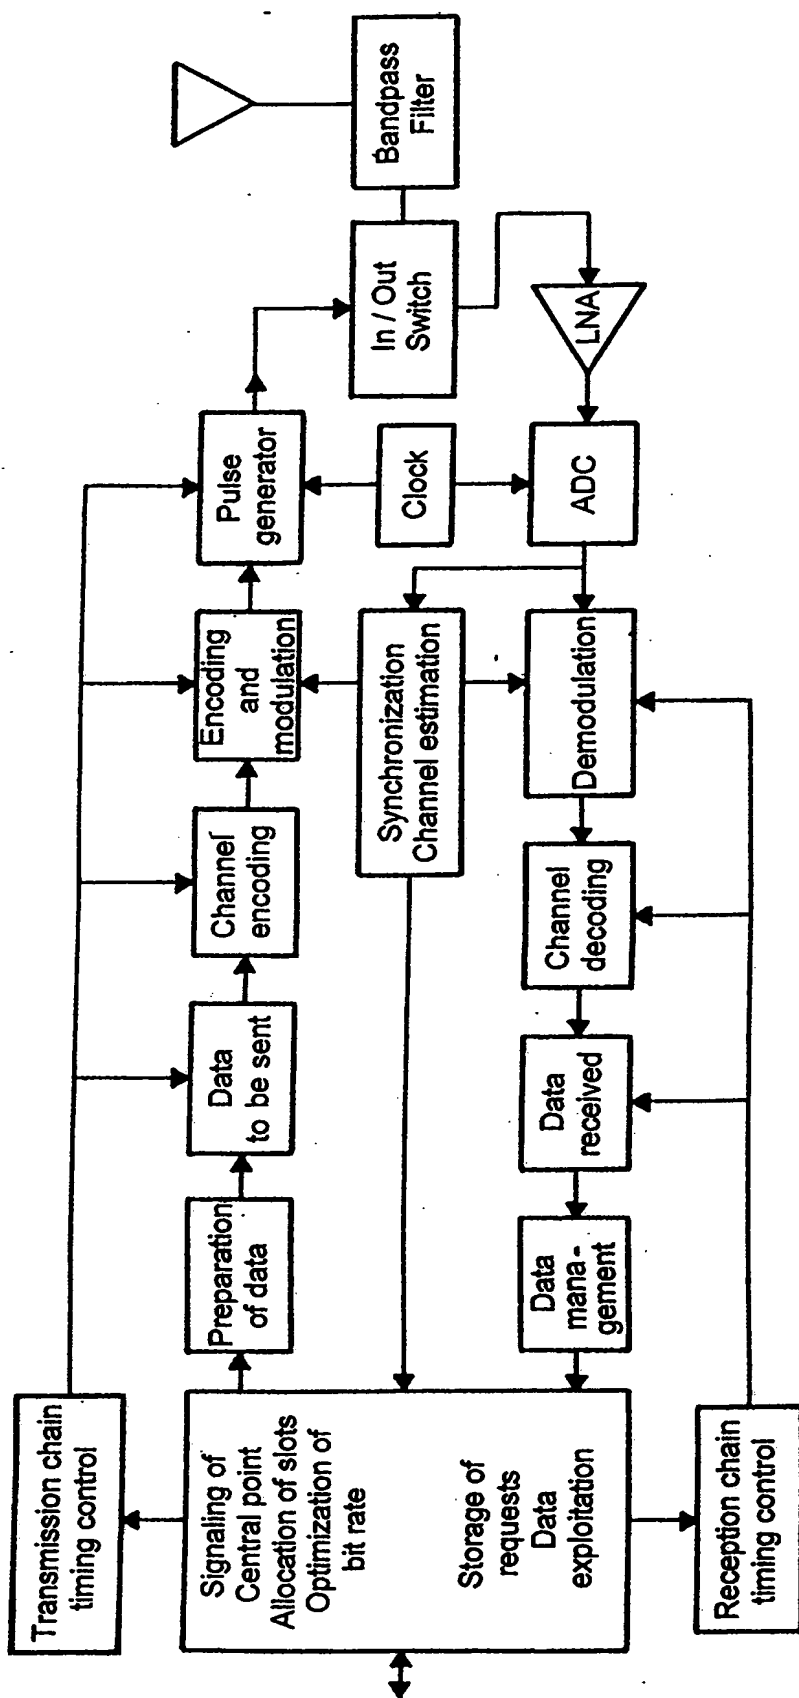 Transmission chain
timing control
Signaling of
Central point
Allocation of slots
Optimization of
bit rate
Storage of
requests
Data
exploitation
Reception chain
timing control
Preparation
of data
Data
to be sent
Channel
encoding
Encoding
and
modulation
Pulse
generator
In / Out
Switch
Bandpass
Filter
Clock
Synchronization
Channel estimation
LNA
ADC
Demodulation
Channel
decoding
Data
received
Data
mana-
gement